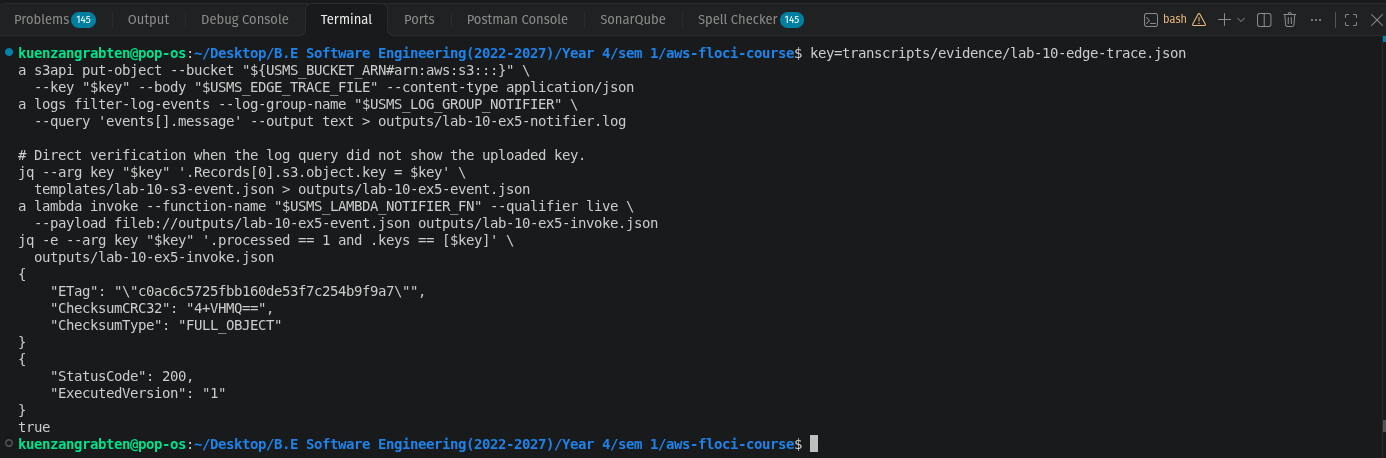 Problems 145 Output Debug Console Terminal Ports Postman Console SonarQube Spell Checker 145 bash
kuenzangrabten@pop-os:~/Desktop/B.E Software Engineering(2022-2027)/Year 4/sem 1/aws-floci-course$ key=transcripts/evidence/lab-10-edge-trace.json
a s3api put-object --bucket "${USMS_BUCKET_ARN#arn:aws:s3:::}" \
  --key "$key" --body "$USMS_EDGE_TRACE_FILE" --content-type application/json
a logs filter-log-events --log-group-name "$USMS_LOG_GROUP_NOTIFIER" \
  --query 'events[].message' --output text > outputs/lab-10-ex5-notifier.log

# Direct verification when the log query did not show the uploaded key.
jq --arg key "$key" '.Records[0].s3.object.key = $key' \
  templates/lab-10-s3-event.json > outputs/lab-10-ex5-event.json
a lambda invoke --function-name "$USMS_LAMBDA_NOTIFIER_FN" --qualifier live \
  --payload fileb://outputs/lab-10-ex5-event.json outputs/lab-10-ex5-invoke.json
jq -e --arg key "$key" '.processed == 1 and .keys == [$key]' \
  outputs/lab-10-ex5-invoke.json
{
    "ETag": "\"c0ac6c5725fbb160de53f7c254b9f9a7\"",
    "ChecksumCRC32": "4+VHMQ==",
    "ChecksumType": "FULL_OBJECT"
}
{
    "StatusCode": 200,
    "ExecutedVersion": "1"
}
true
kuenzangrabten@pop-os:~/Desktop/B.E Software Engineering(2022-2027)/Year 4/sem 1/aws-floci-course$